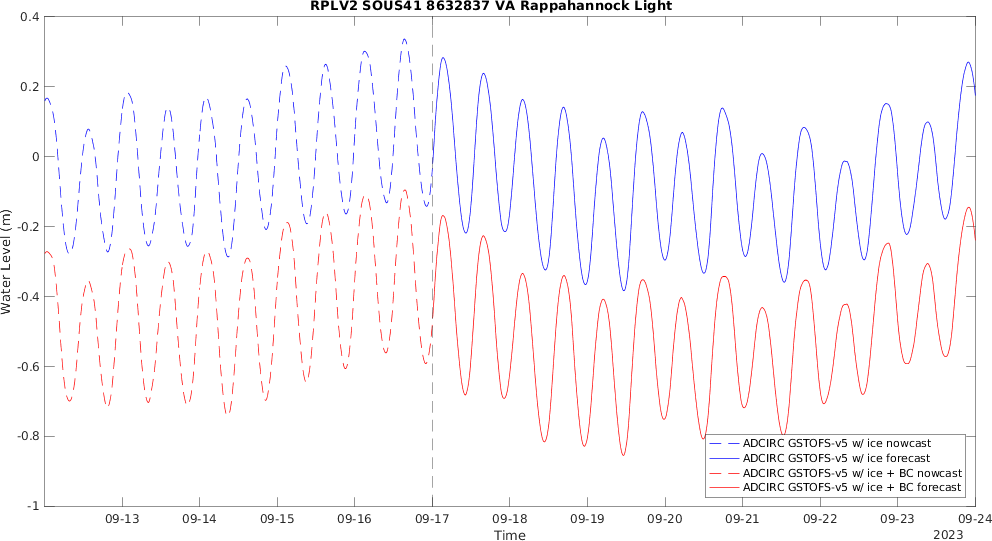 RPLV2 SOUS41 8632837 VA Rappahannock Light
Water Level (m)
0.4
0.2
0
-0.2
-0.4
-0.6
-0.8
-1
ADCIRC GSTOFS-v5 w/ ice nowcast
ADCIRC GSTOFS-v5 w/ ice forecast
ADCIRC GSTOFS-v5 w/ ice + BC nowcast
ADCIRC GSTOFS-v5 w/ ice + BC forecast
09-13 09-14 09-15 09-16 09-17 09-18 09-19 09-20 09-21 09-22 09-23 09-24
Time
2023